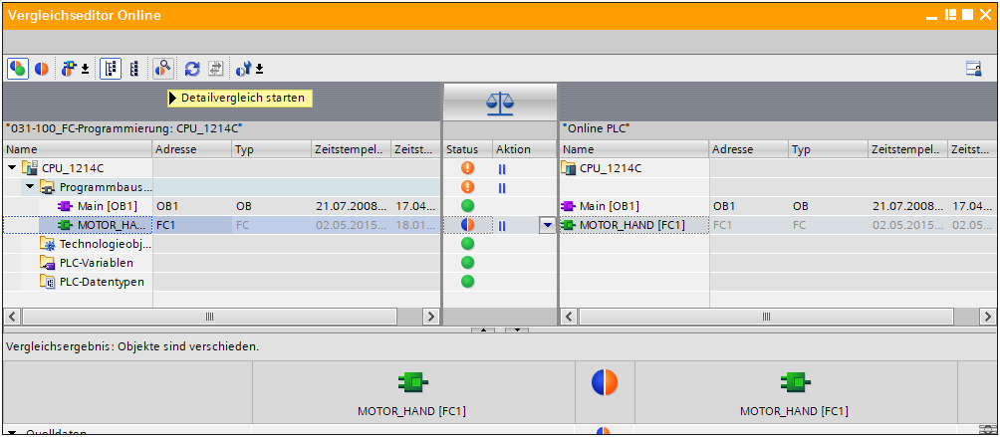 Vergleichseditor Online
Detailvergleich starten
"031-100_FC-Programmierung: CPU_1214C"
"Online PLC"
Name Adresse Typ Zeitstempel.. Zeitst... Status Aktion Name Adresse Typ Zeitstempel... Zeitst...
CPU_1214C CPU_1214C
Programmbaus...
Main [OB1] OB1 OB 21.07.2008... 17.04... Main [OB1] OB1 OB 21.07.2008... 17.04...
MOTOR_HA... FC1 FC 02.05.2015... 18.01... MOTOR_HAND [FC1] FC1 FC 02.05.2015... 02.05...
Technologieobj...
PLC-Variablen
PLC-Datentypen
Vergleichsergebnis: Objekte sind verschieden.
MOTOR_HAND [FC1] MOTOR_HAND [FC1]
Quelldaten